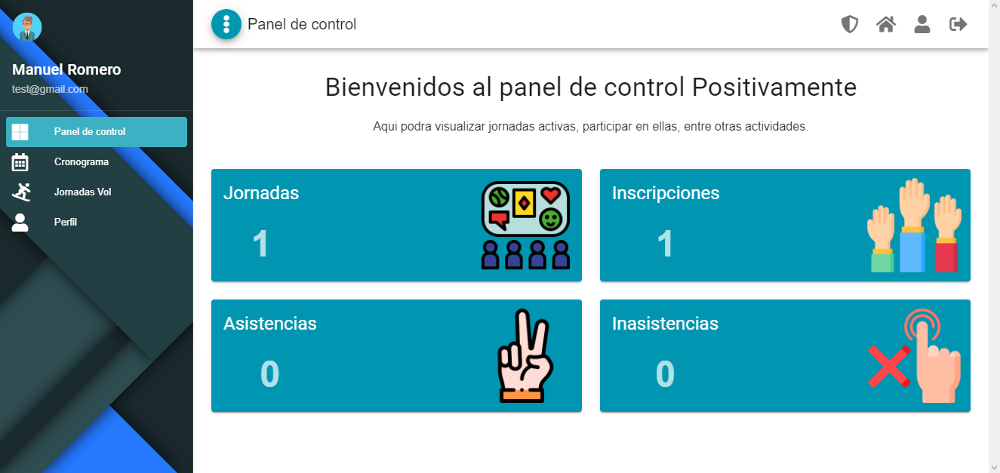 Manuel Romero
test@gmail.com
Panel de control
Cronograma
Jornadas Vol
Perfil
Panel de control
Bienvenidos al panel de control Positivamente
Aqui podra visualizar jornadas activas, participar en ellas, entre otras actividades.
Jornadas
1
Inscripciones
1
Asistencias
0
Inasistencias
0